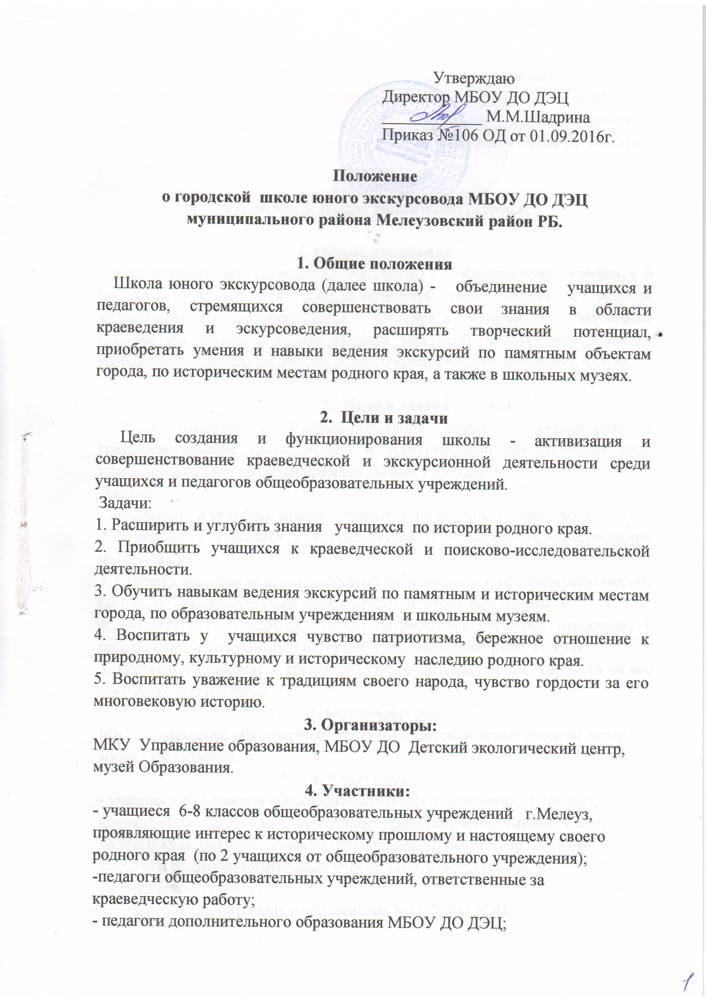 Утверждаю
Директор МБОУ ДО ДЭЦ
____________ М.М.Шадрина
Приказ №106 ОД от 01.09.2016г.
Положение
о городской школе юного экскурсовода МБОУ ДО ДЭЦ
муниципального района Мелеузовский район РБ.
1. Общие положения
Школа юного экскурсовода (далее школа) - объединение учащихся и
педагогов, стремящихся совершенствовать свои знания в области
краеведения и эскурсоведения, расширять творческий потенциал,
приобретать умения и навыки ведения экскурсий по памятным объектам
города, по историческим местам родного края, а также в школьных музеях.
2. Цели и задачи
Цель создания и функционирования школы - активизация и
совершенствование краеведческой и экскурсионной деятельности среди
учащихся и педагогов общеобразовательных учреждений.
Задачи:
1. Расширить и углубить знания учащихся по истории родного края.
2. Приобщить учащихся к краеведческой и поисково-исследовательской
деятельности.
3. Обучить навыкам ведения экскурсий по памятным и историческим местам
города, по образовательным учреждениям и школьным музеям.
4. Воспитать у учащихся чувство патриотизма, бережное отношение к
природному, культурному и историческому наследию родного края.
5. Воспитать уважение к традициям своего народа, чувство гордости за его
многовековую историю.
3. Организаторы:
МКУ Управление образования, МБОУ ДО Детский экологический центр,
музей Образования.
4. Участники:
- учащиеся 6-8 классов общеобразовательных учреждений г.Мелеуз,
проявляющие интерес к историческому прошлому и настоящему своего
родного края (по 2 учащихся от общеобразовательного учреждения);
-педагоги общеобразовательных учреждений, ответственные за
краеведческую работу;
- педагоги дополнительного образования МБОУ ДО ДЭЦ;
1